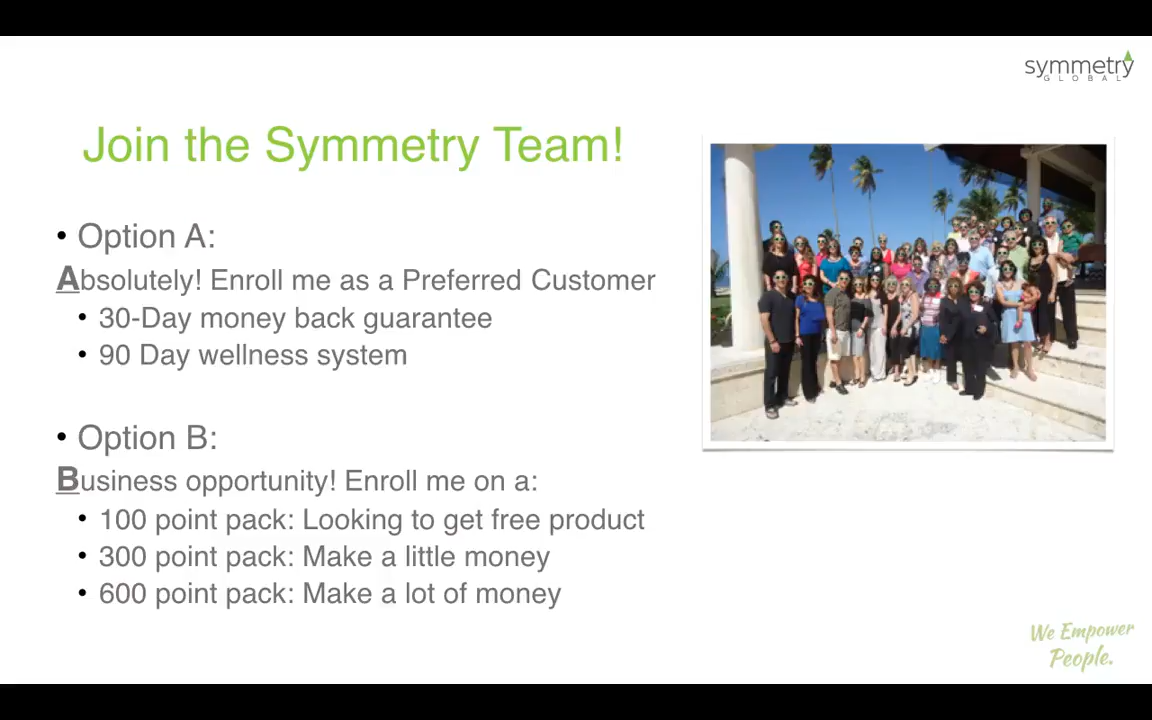 symmetry
GLOBAL
Join the Symmetry Team!
• Option A:
Absolutely! Enroll me as a Preferred Customer
• 30-Day money back guarantee
• 90 Day wellness system
• Option B:
Business opportunity! Enroll me on a:
• 100 point pack: Looking to get free product
• 300 point pack: Make a little money
• 600 point pack: Make a lot of money
We Empower
People.